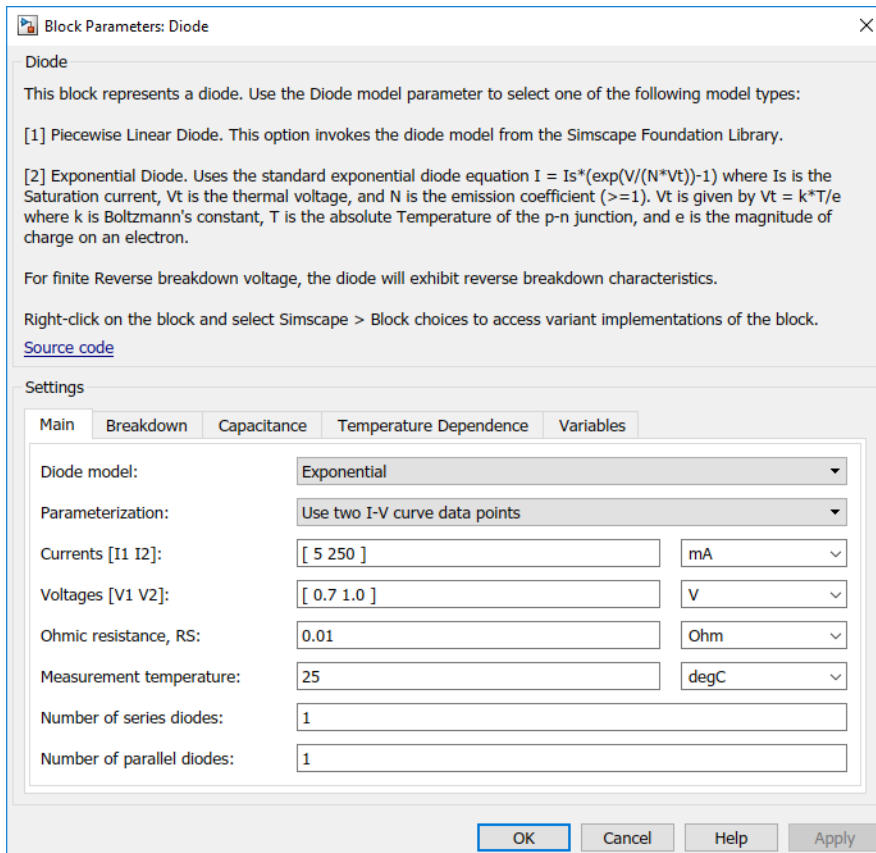 Block Parameters: Diode
Diode
This block represents a diode. Use the Diode model parameter to select one of the following model types:
[1] Piecewise Linear Diode. This option invokes the diode model from the Simscape Foundation Library.
[2] Exponential Diode. Uses the standard exponential diode equation I = Is*(exp(V/(N*Vt))-1) where Is is the
Saturation current, Vt is the thermal voltage, and N is the emission coefficient (>=1). Vt is given by Vt = k*T/e
where k is Boltzmann's constant, T is the absolute Temperature of the p-n junction, and e is the magnitude of
charge on an electron.
For finite Reverse breakdown voltage, the diode will exhibit reverse breakdown characteristics.
Right-click on the block and select Simscape > Block choices to access variant implementations of the block.
Source code
Settings
Main Breakdown Capacitance Temperature Dependence Variables
Diode model: Exponential
Parameterization: Use two I-V curve data points
Currents [I1 I2]: [ 5 250 ] mA
Voltages [V1 V2]: [ 0.7 1.0 ] V
Ohmic resistance, RS: 0.01 Ohm
Measurement temperature: 25 degC
Number of series diodes: 1
Number of parallel diodes: 1
OK Cancel Help Apply